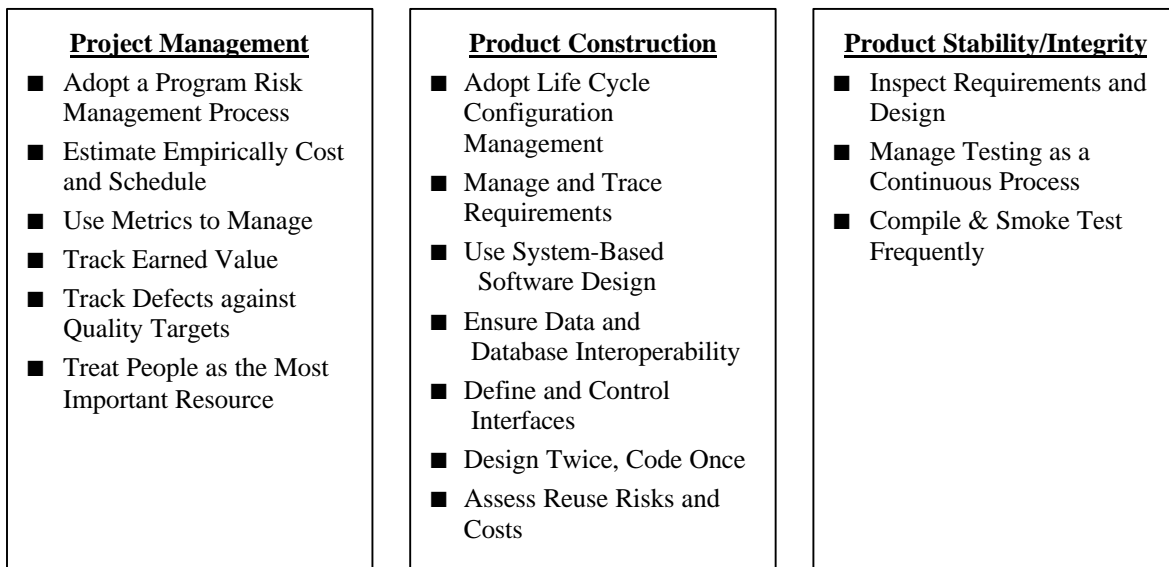 Project Management
■ Adopt a Program Risk
Management Process
■ Estimate Empirically Cost
and Schedule
■ Use Metrics to Manage
■ Track Earned Value
■ Track Defects against
Quality Targets
■ Treat People as the Most
Important Resource
Product Construction
■ Adopt Life Cycle
Configuration
Management
■ Manage and Trace
Requirements
■ Use System-Based
Software Design
■ Ensure Data and
Database Interoperability
■ Define and Control
Interfaces
■ Design Twice, Code Once
■ Assess Reuse Risks and
Costs
Product Stability/Integrity
■ Inspect Requirements and
Design
■ Manage Testing as a
Continuous Process
■ Compile & Smoke Test
Frequently